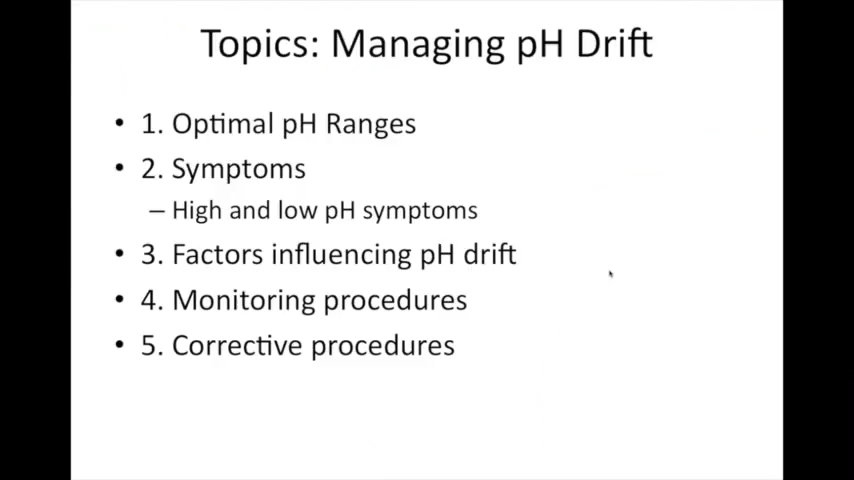 Topics: Managing pH Drift
• 1. Optimal pH Ranges
• 2. Symptoms
– High and low pH symptoms
• 3. Factors influencing pH drift
• 4. Monitoring procedures
• 5. Corrective procedures